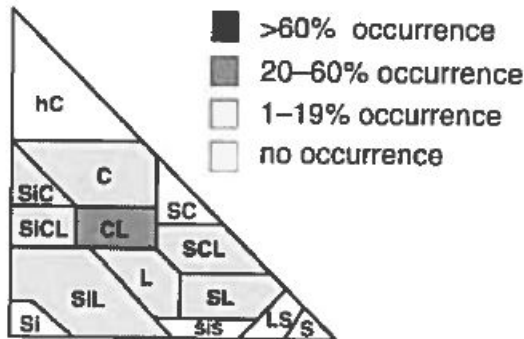 >60% occurrence
20–60% occurrence
1–19% occurrence
no occurrence
hC
C
SiC
SC
SiCL
CL
SCL
L
SiL
SL
Si
SiS
LS
S